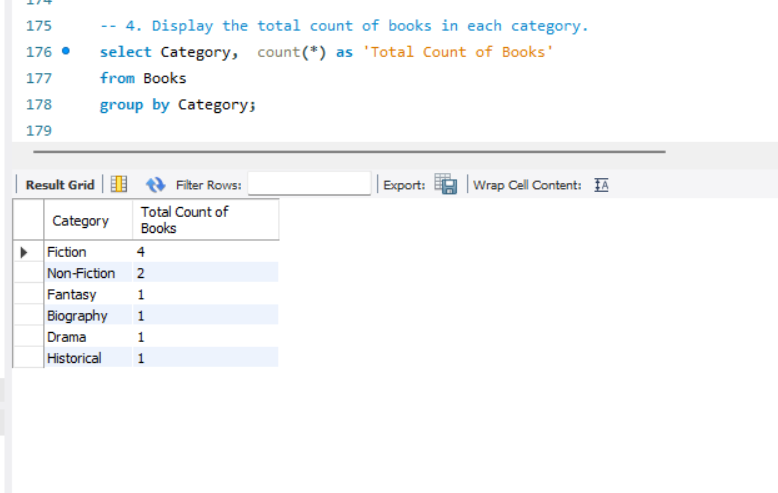 174
175 -- 4. Display the total count of books in each category.
176 select Category,  count(*) as 'Total Count of Books'
177 from Books
178 group by Category;
179
Result Grid Filter Rows: Export: Wrap Cell Content: IA
Category Total Count of
Books
Fiction 4
Non-Fiction 2
Fantasy 1
Biography 1
Drama 1
Historical 1